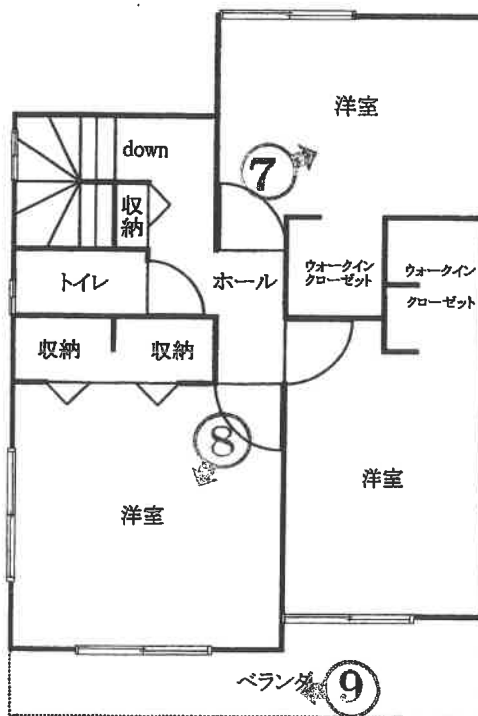 洋室
down
⑦
収納
トイレ
ホール
ウォークイン
クローゼット
ウォークイン
クローゼット
収納
収納
⑧
洋室
洋室
ベランダ
⑨